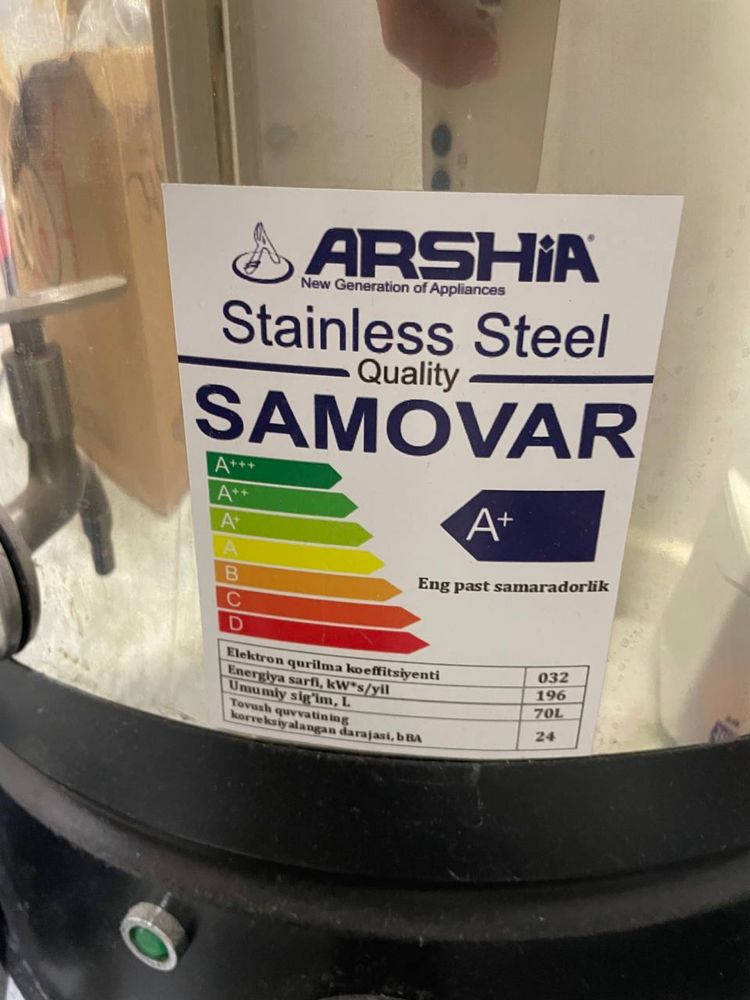 ARSHIA®
New Generation of Appliances
Stainless Steel
Quality
SAMOVAR
A+++
A++
A+
A
B
C
D
A+
Eng past samaradorlik
Elektron qurilma koeffitsiyenti 032
Energiya sarfi, kW*s/yil 196
Umumiy sig'im, L 70L
Tovush quvvatining
korreksiyalangan darajasi, bBA 24